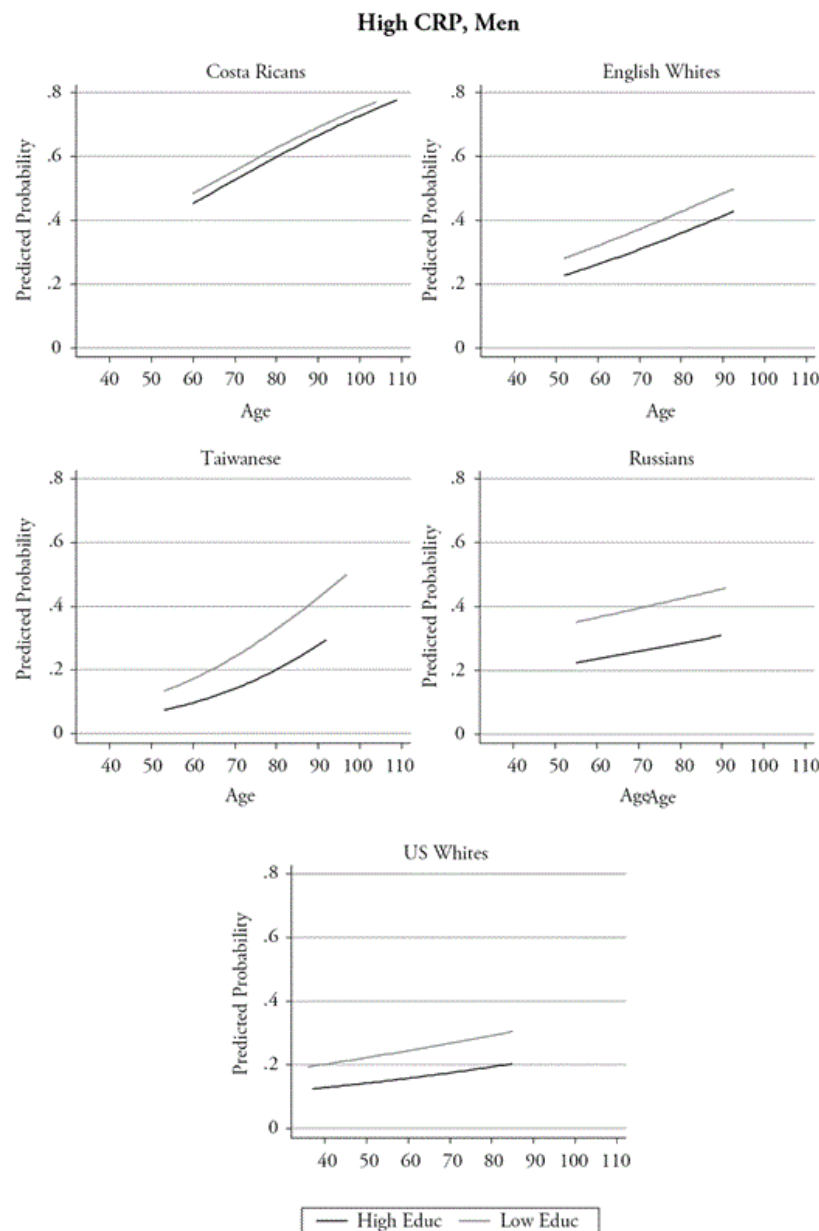 High CRP, Men
Costa Ricans
.8
.6
.4
.2
0
Predicted Probability
40 50 60 70 80 90 100 110
Age
English Whites
.8
.6
.4
.2
0
Predicted Probability
40 50 60 70 80 90 100 110
Age
Taiwanese
.8
.6
.4
.2
0
Predicted Probability
40 50 60 70 80 90 100 110
Age
Russians
.8
.6
.4
.2
0
Predicted Probability
40 50 60 70 80 90 100 110
AgeAge
US Whites
.8
.6
.4
.2
0
Predicted Probability
40 50 60 70 80 90 100 110
High Educ Low Educ